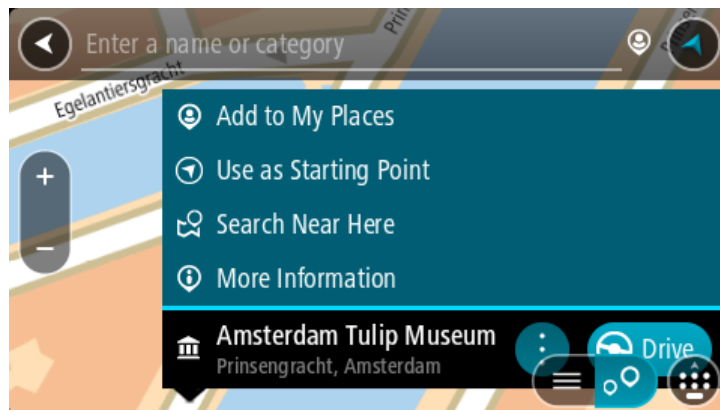 Enter a name or category
Egelantiersgracht
Add to My Places
Use as Starting Point
Search Near Here
More Information
Amsterdam Tulip Museum
Prinsengracht, Amsterdam
Drive